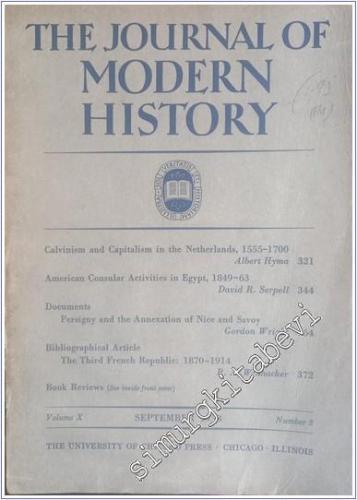 THE JOURNAL OF
MODERN
HISTORY
Calvinism and Capitalism in the Netherlands, 1555-1700
Albert Hyma 321
American Consular Activities in Egypt, 1849-63
David R. Serpell 344
Documents
Persigny and the Annexation of Nice and Savoy
Gordon
Bibliographical Article
The Third French Republic: 1870-1914
372
Book Reviews (See inside front cover)
Volume X SEPTEMBER Number 3
THE UNIVERSITY OF CHICAGO PRESS · CHICAGO · ILLINOIS
simurgkitabevi.com